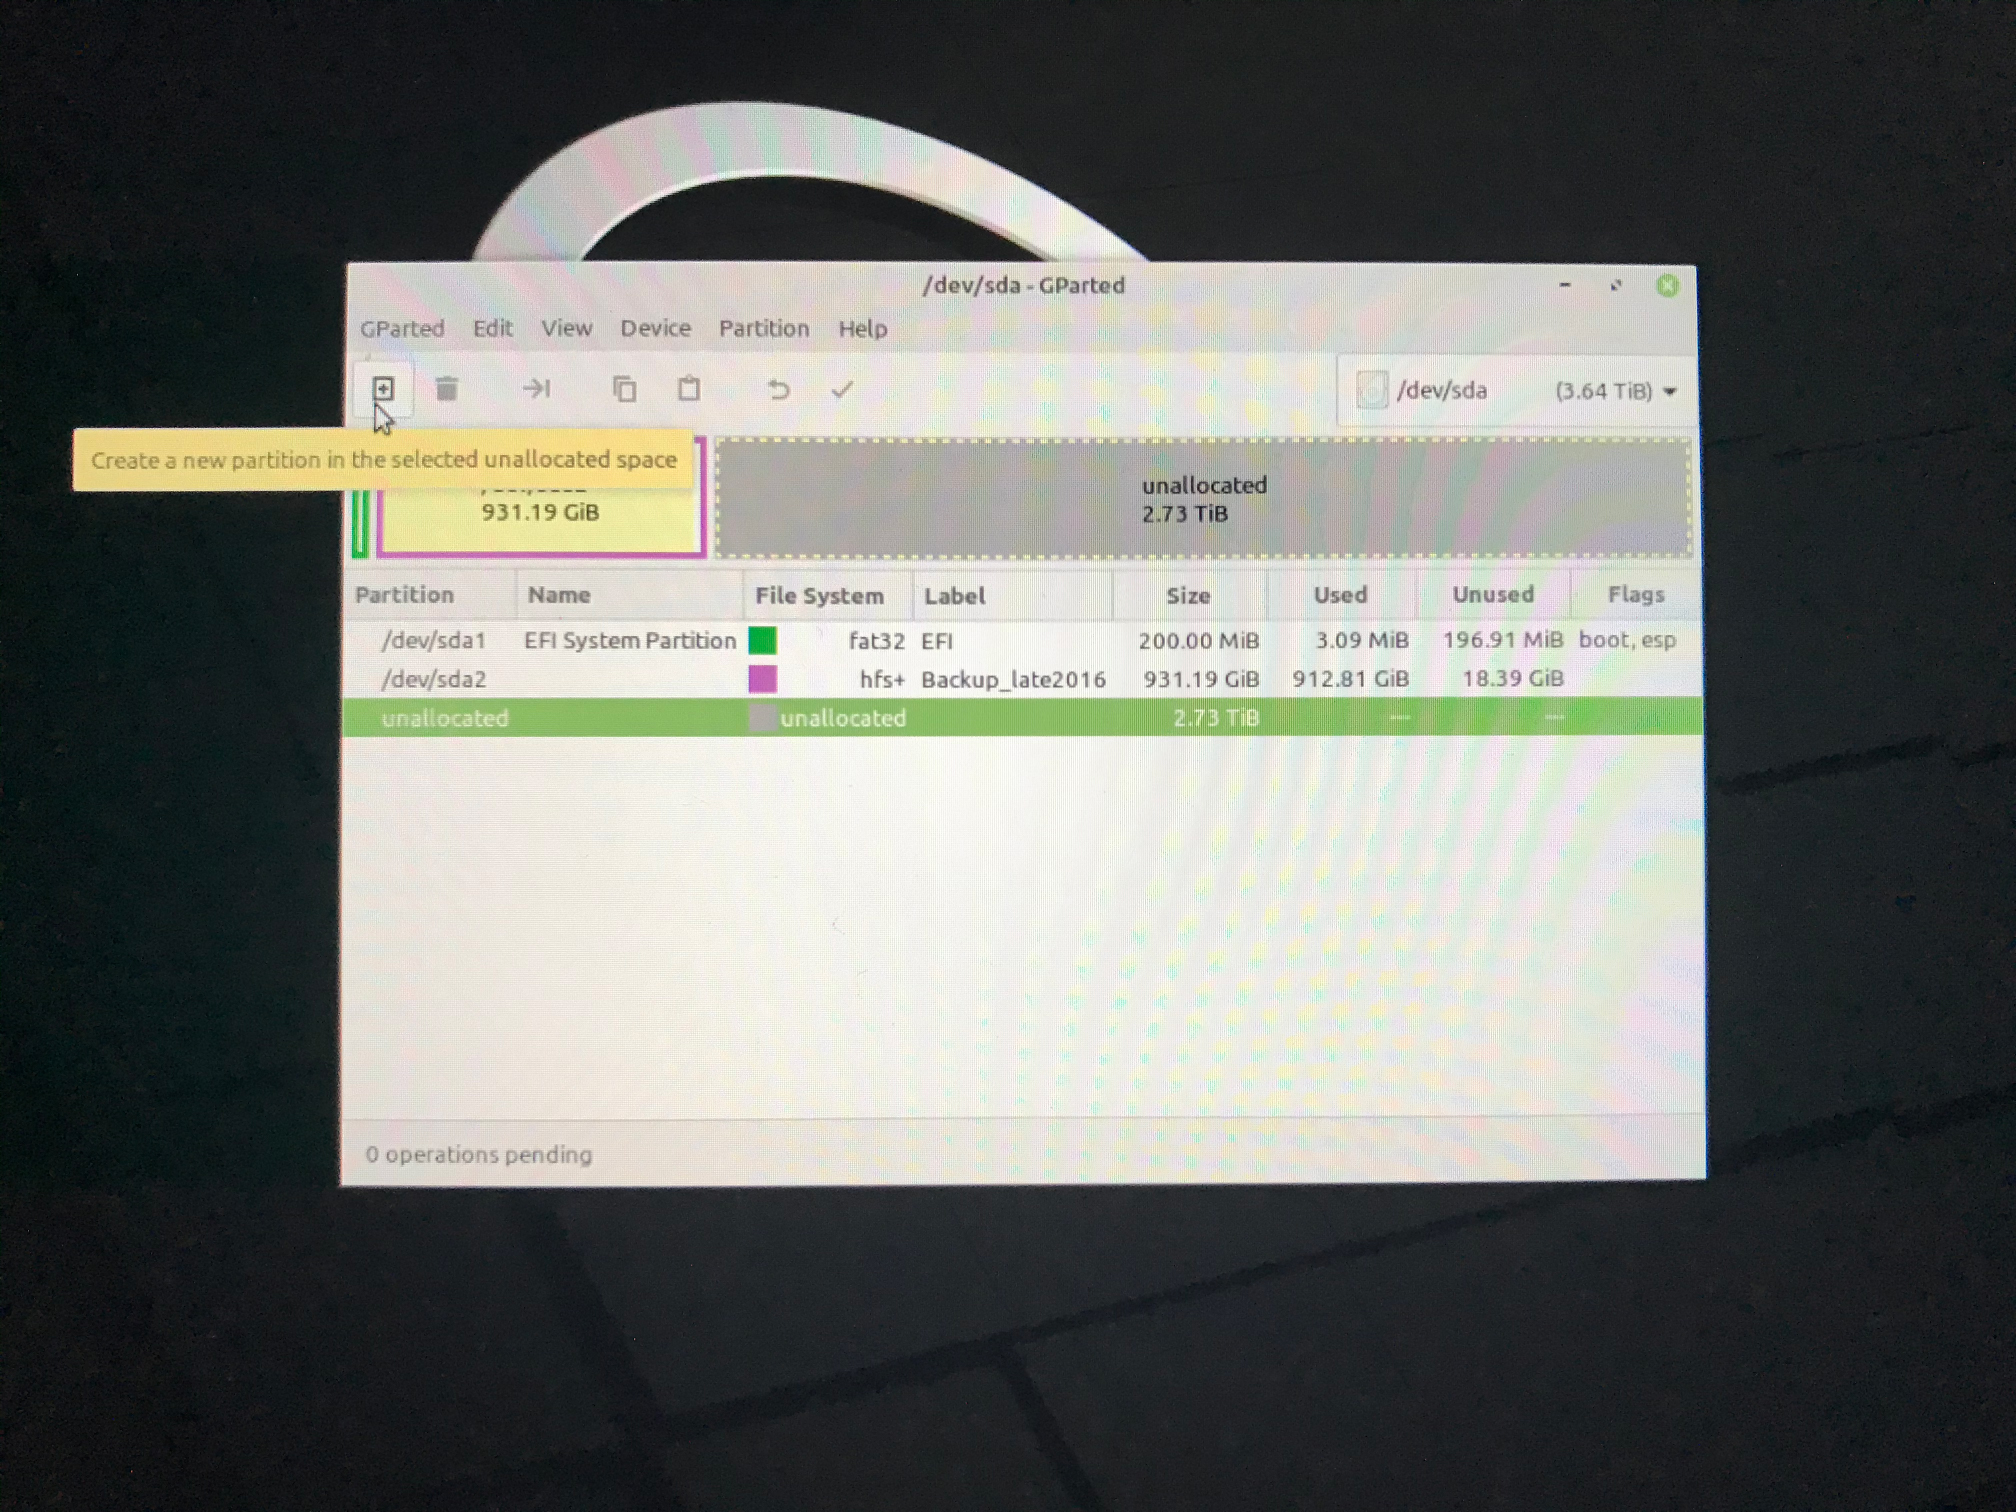 /dev/sda - GParted
GParted Edit View Device Partition Help
/dev/sda (3.64 TiB)
Create a new partition in the selected unallocated space
931.19 GiB
unallocated
2.73 TiB
Partition Name File System Label Size Used Unused Flags
/dev/sda1 EFI System Partition fat32 EFI 200.00 MiB 3.09 MiB 196.91 MiB boot, esp
/dev/sda2 hfs+ Backup_late2016 931.19 GiB 912.81 GiB 18.39 GiB
unallocated unallocated 2.73 TiB --- ---
0 operations pending